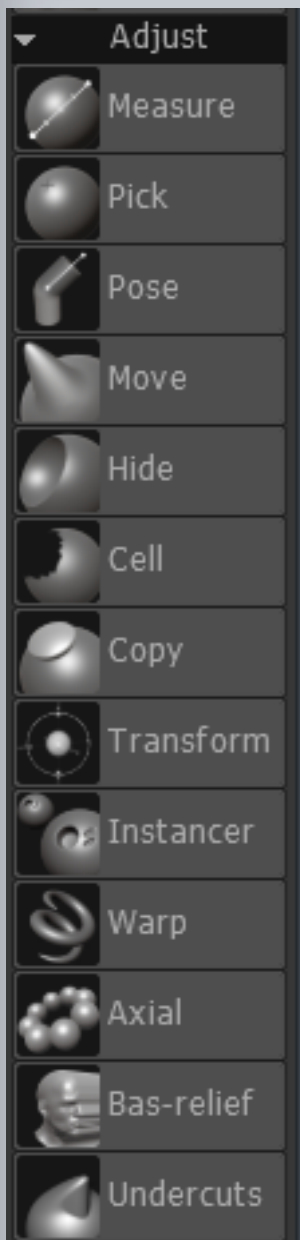 Adjust
Measure
Pick
Pose
Move
Hide
Cell
Copy
Transform
Instancer
Warp
Axial
Bas-relief
Undercuts